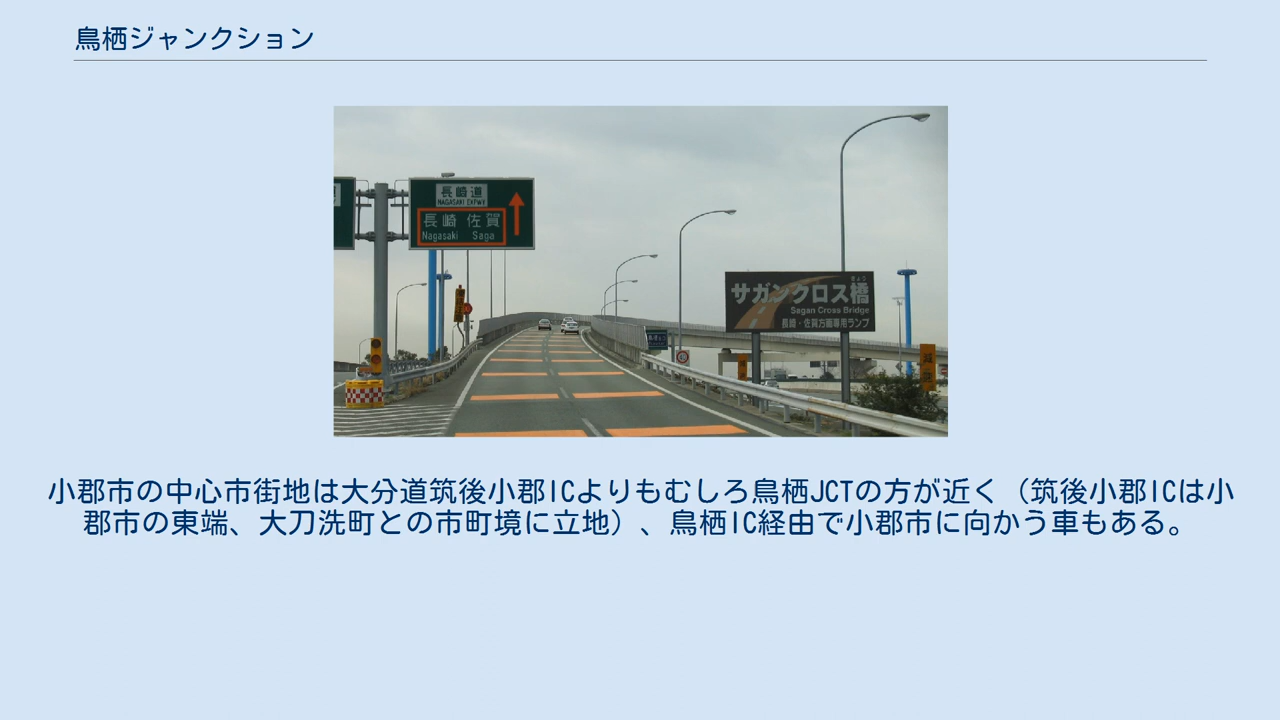 鳥栖ジャンクション
長崎道
NAGASAKI EXPWY
長崎 佐賀
Nagasaki Saga
サガンクロス橋
きょう
Sagan Cross Bridge
長崎・佐賀方面専用ランプ
小郡市の中心市街地は大分道筑後小郡ICよりもむしろ鳥栖JCTの方が近く（筑後小郡ICは小
郡市の東端、大刀洗町との市町境に立地）、鳥栖IC経由で小郡市に向かう車もある。